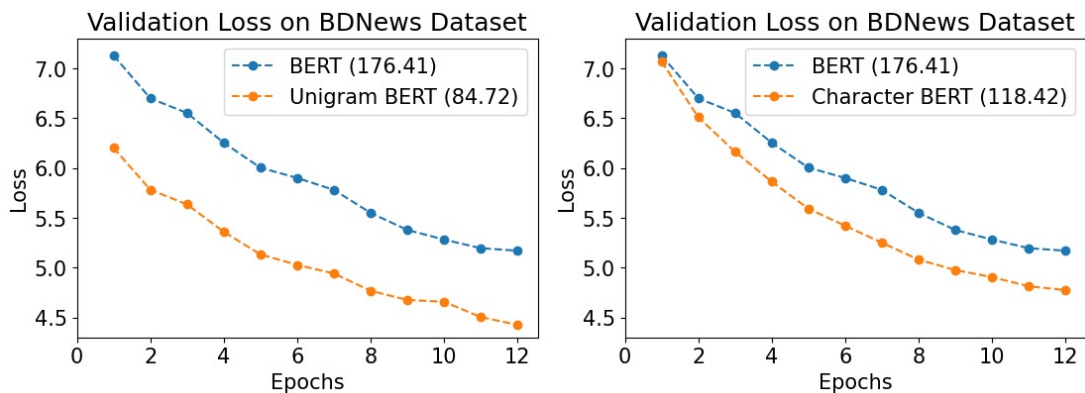 Validation Loss on BDNews Dataset
BERT (176.41)
Unigram BERT (84.72)
Loss
7.0
6.5
6.0
5.5
5.0
4.5
0 2 4 6 8 10 12
Epochs
Validation Loss on BDNews Dataset
BERT (176.41)
Character BERT (118.42)
Loss
7.0
6.5
6.0
5.5
5.0
4.5
0 2 4 6 8 10 12
Epochs